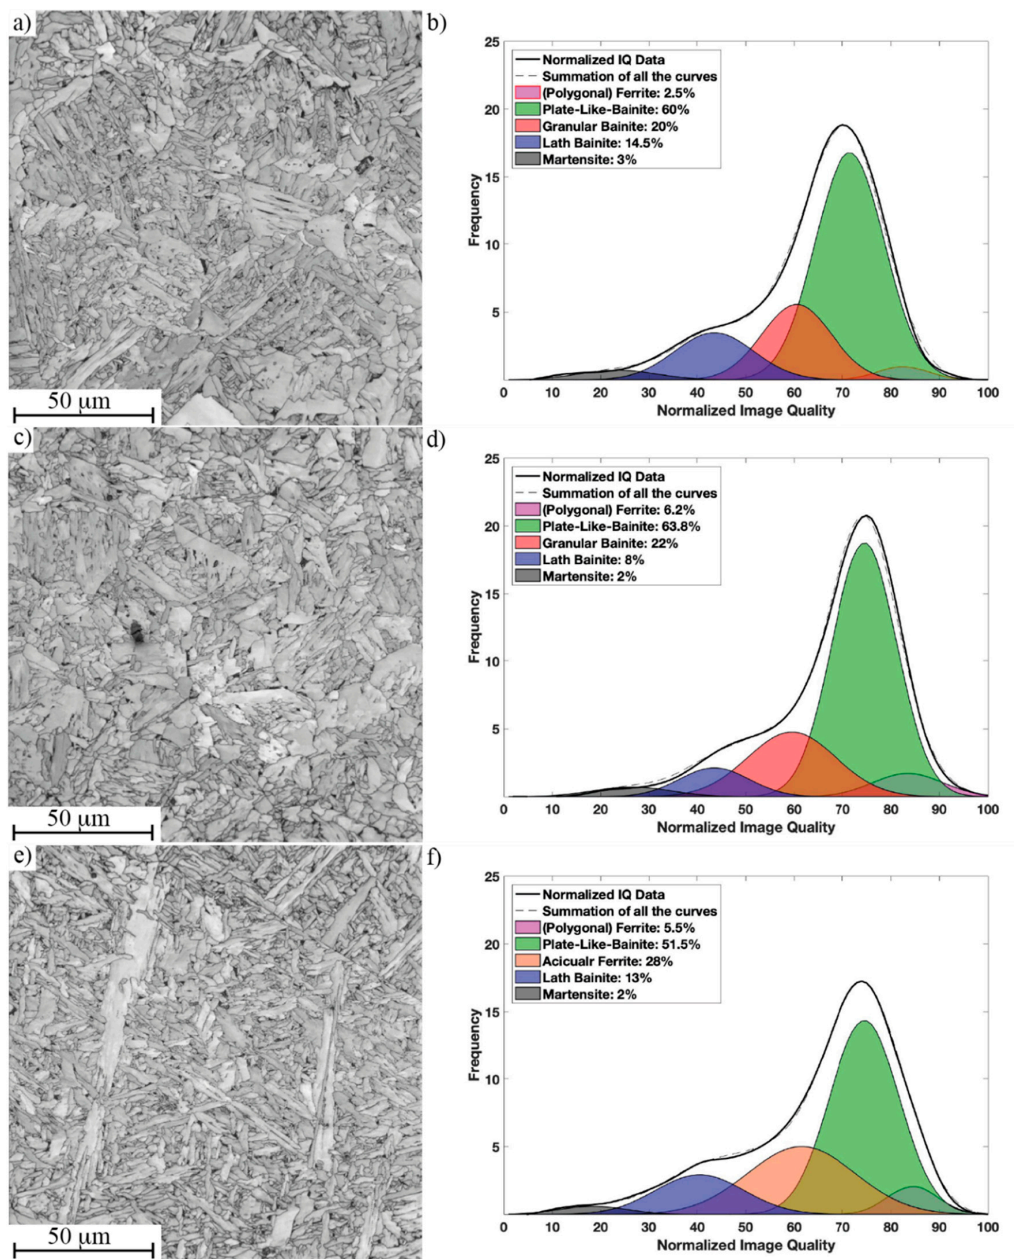 a)
50 µm
b)
25
20
15
10
5
Frequency
Normalized IQ Data
Summation of all the curves
(Polygonal) Ferrite: 2.5%
Plate-Like-Bainite: 60%
Granular Bainite: 20%
Lath Bainite: 14.5%
Martensite: 3%
0 10 20 30 40 50 60 70 80 90 100
Normalized Image Quality
c)
50 µm
d)
25
20
15
10
5
Frequency
Normalized IQ Data
Summation of all the curves
(Polygonal) Ferrite: 6.2%
Plate-Like-Bainite: 63.8%
Granular Bainite: 22%
Lath Bainite: 8%
Martensite: 2%
0 10 20 30 40 50 60 70 80 90 100
Normalized Image Quality
e)
50 µm
f)
25
20
15
10
5
Frequency
Normalized IQ Data
Summation of all the curves
(Polygonal) Ferrite: 5.5%
Plate-Like-Bainite: 51.5%
Acicualr Ferrite: 28%
Lath Bainite: 13%
Martensite: 2%
0 10 20 30 40 50 60 70 80 90 100
Normalized Image Quality